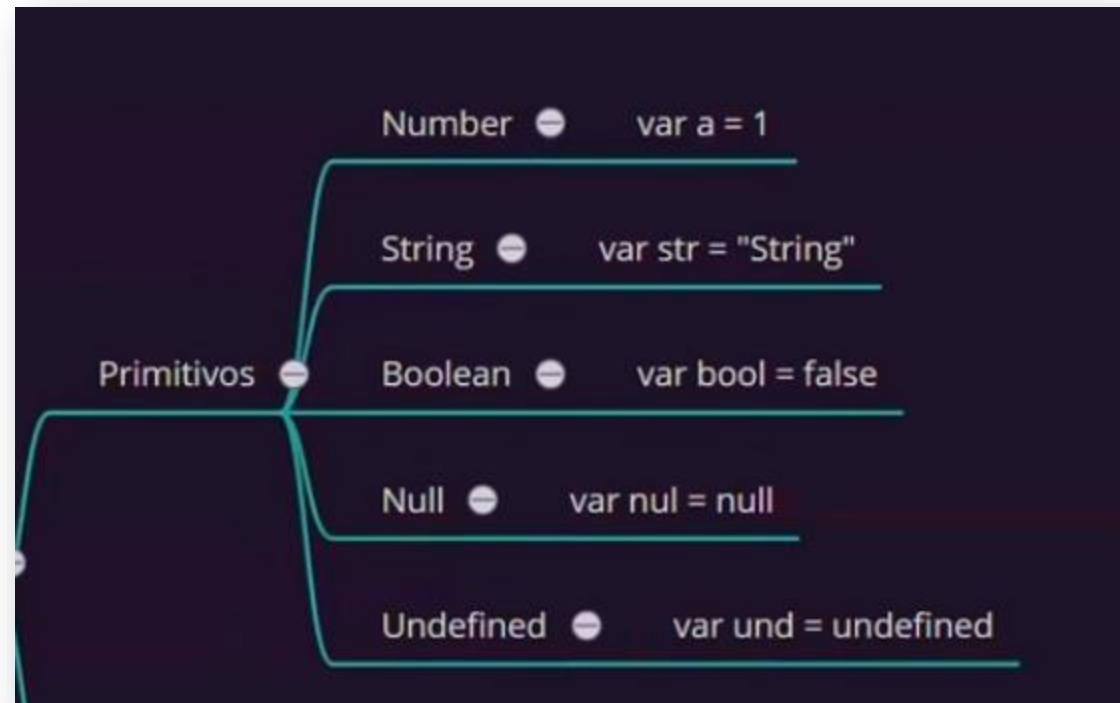 Number var a = 1
String var str = "String"
Primitivos Boolean var bool = false
Null var nul = null
Undefined var und = undefined